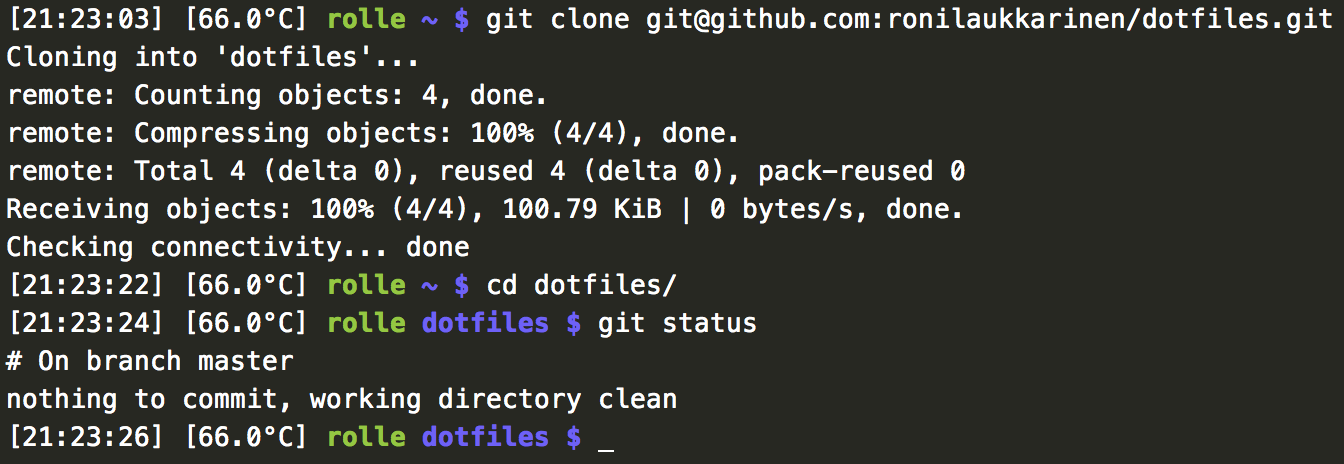 [21:23:03] [66.0°C] rolle ~ $ git clone git@github.com:ronilaukkarinen/dotfiles.git
Cloning into 'dotfiles'...
remote: Counting objects: 4, done.
remote: Compressing objects: 100% (4/4), done.
remote: Total 4 (delta 0), reused 4 (delta 0), pack-reused 0
Receiving objects: 100% (4/4), 100.79 KiB | 0 bytes/s, done.
Checking connectivity... done
[21:23:22] [66.0°C] rolle ~ $ cd dotfiles/
[21:23:24] [66.0°C] rolle dotfiles $ git status
# On branch master
nothing to commit, working directory clean
[21:23:26] [66.0°C] rolle dotfiles $ _